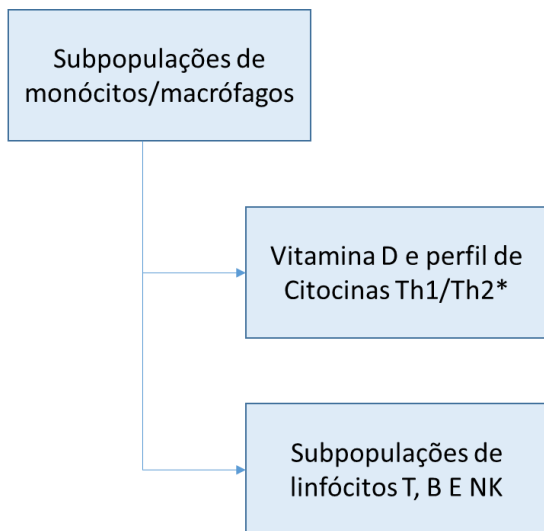 Subpopulações de
monócitos/macrófagos
Vitamina D e perfil de
Citocinas Th1/Th2*
Subpopulações de
linfócitos T, B E NK